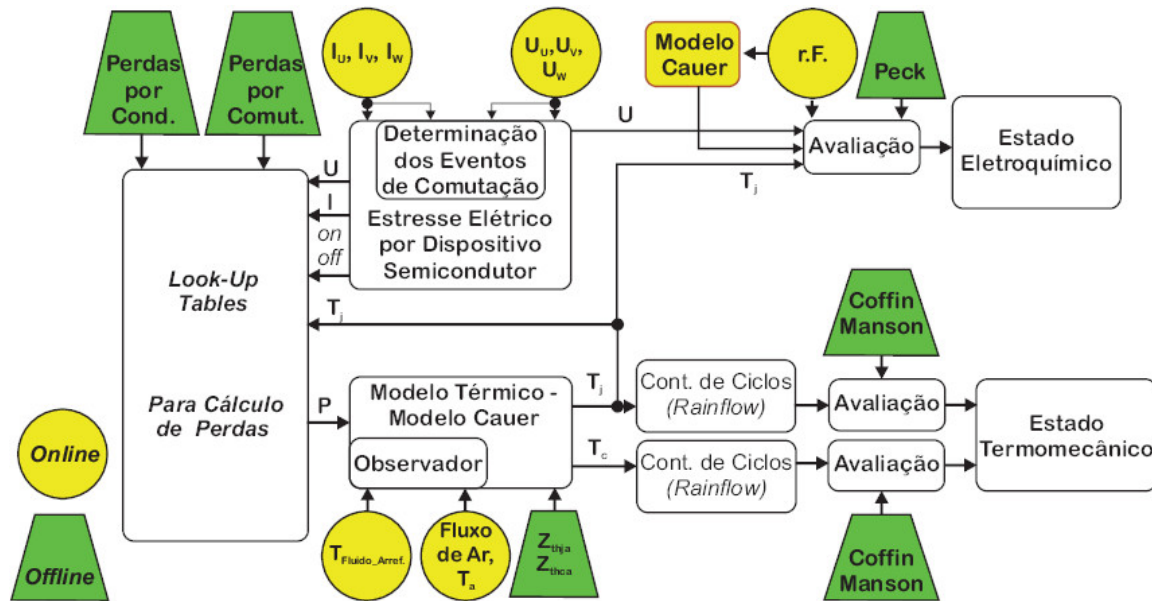 Perdas
por
Cond.
Perdas
por
Comut.
I_U, I_V, I_W
U_U, U_V,
U_W
Modelo
Cauer
r.F.
Peck
Determinação
dos Eventos
de Comutação
Estresse Elétrico
por Dispositivo
Semicondutor
U
I
on
off
T_j
U
T_j
Avaliação
Estado
Eletroquímico
Look-Up
Tables
Para Cálculo
de Perdas
P
Modelo Térmico -
Modelo Cauer
Observador
T_j
T_c
Cont. de Ciclos
(Rainflow)
Cont. de Ciclos
(Rainflow)
Coffin
Manson
Avaliação
Avaliação
Estado
Termomecânico
Coffin
Manson
T_Fluido_Arref.
Fluxo
de Ar,
T_a
Z_thja
Z_thca
Online
Offline